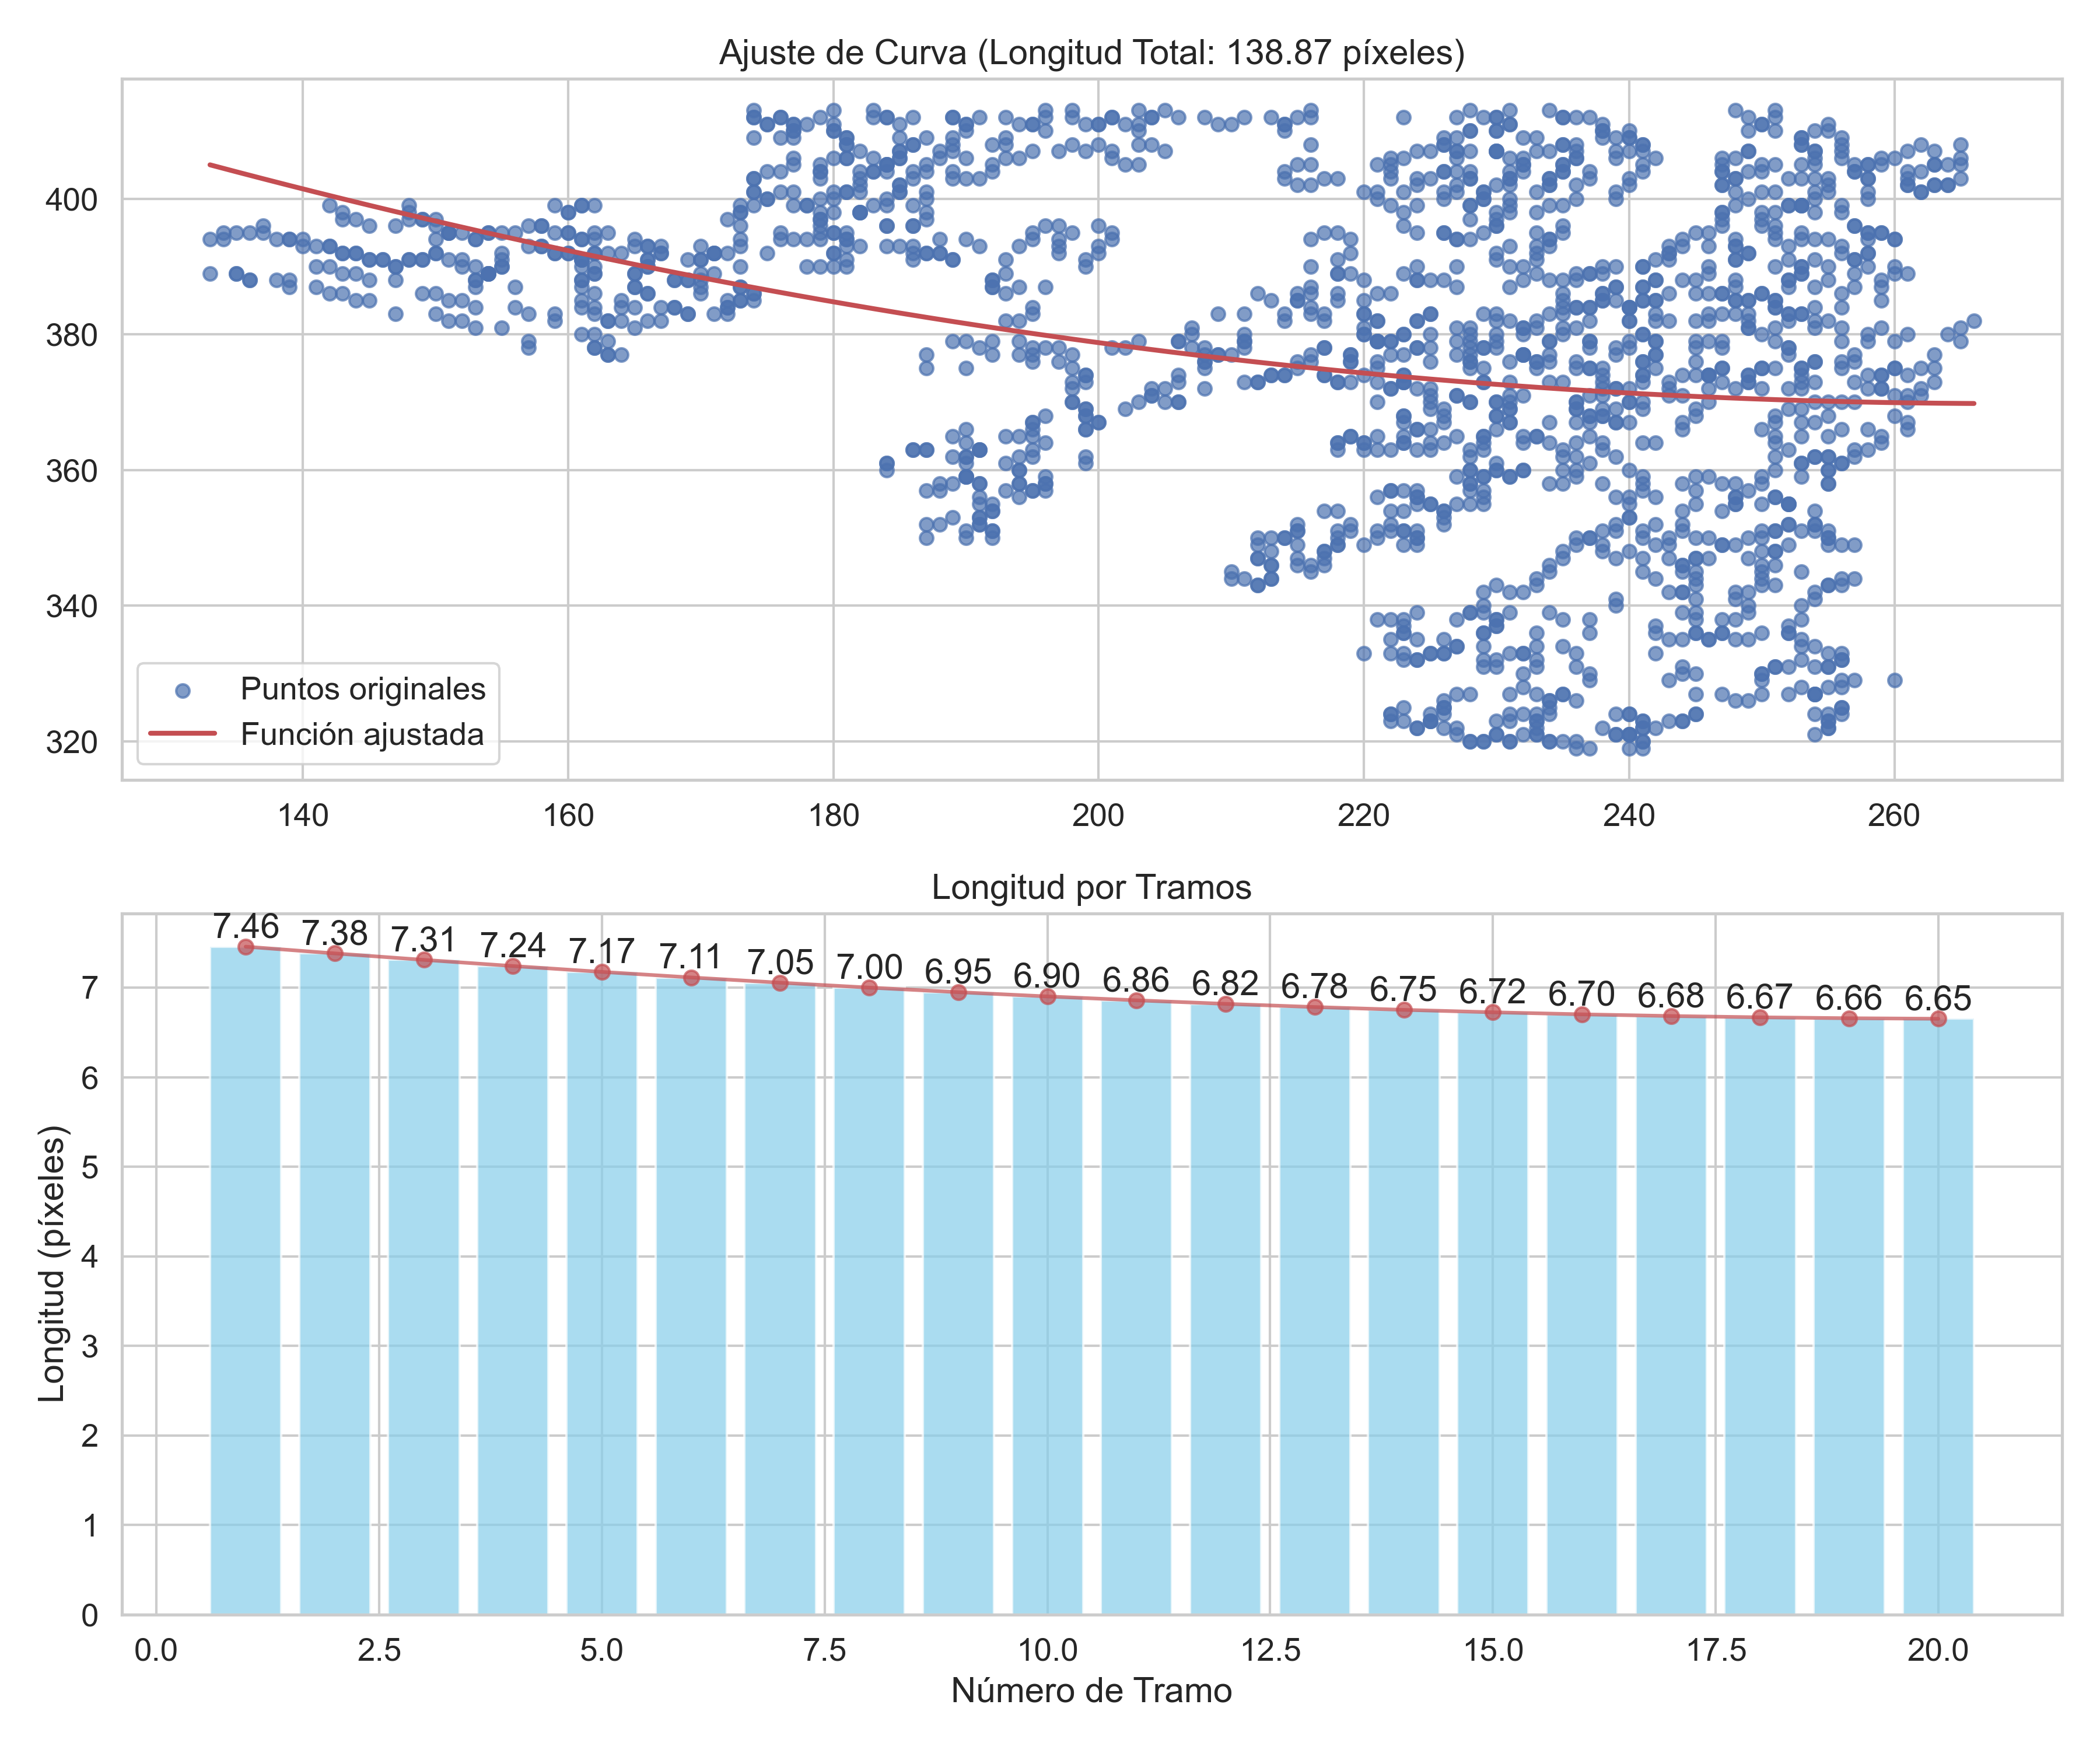 Ajuste de Curva (Longitud Total: 138.87 píxeles)
400
380
360
340
320
Puntos originales
Función ajustada
140 160 180 200 220 240 260
Longitud por Tramos
7.46 7.38 7.31 7.24 7.17 7.11 7.05 7.00 6.95 6.90 6.86 6.82 6.78 6.75 6.72 6.70 6.68 6.67 6.66 6.65
7
6
5
4
3
2
1
0
Longitud (píxeles)
0.0 2.5 5.0 7.5 10.0 12.5 15.0 17.5 20.0
Número de Tramo